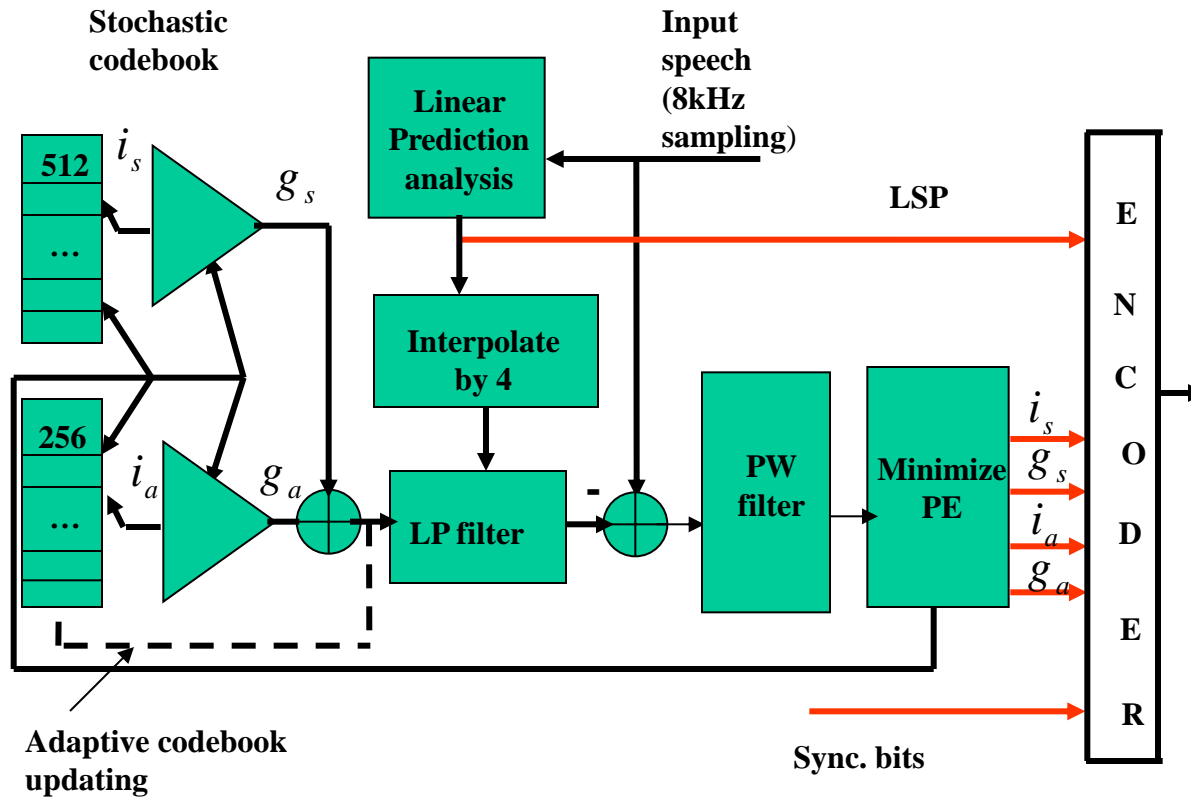 Stochastic
codebook
Input
speech
(8kHz
sampling)
Linear
Prediction
analysis
512
i_s
g_s
...
LSP
Interpolate
by 4
256
i_a
g_a
...
LP filter
-
PW
filter
Minimize
PE
i_s
g_s
i_a
g_a
E
N
C
O
D
E
R
Adaptive codebook
updating
Sync. bits